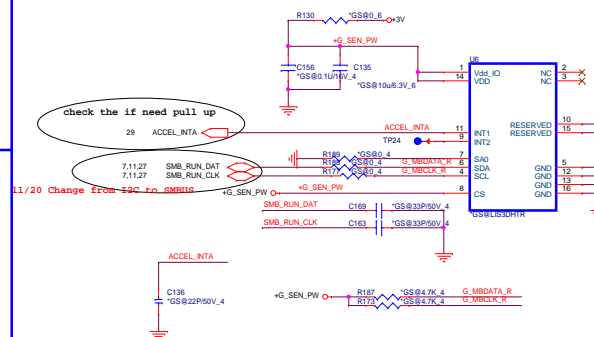 R130 *GS@0_6 +3V
+G_SEN_PW
U6
C156 *GS@0.1U/16V_4
C135 *GS@10u/6.3V_6
1 Vdd_IO
14 VDD
NC 2
NC 3
check the if need pull up
29 ACCEL_INTA
ACCEL_INTA 11 INT1
TP24 9 INT2
RESERVED 10
RESERVED 15
R189 *GS@0_4 7 SA0
7,11,27 SMB_RUN_DAT *GS@0_4 G_MBDATA_R 6 SDA
7,11,27 SMB_RUN_CLK R177 *GS@0_4 G_MBCLK_R 4 SCL
GND 5
GND 12
GND 13
GND 16
11/20 Change from I2C to SMBUS
+G_SEN_PW +G_SEN_PW 8 CS
*GS@LIS3DHTR
SMB_RUN_DAT C169 *GS@33P/50V_4
SMB_RUN_CLK C163 *GS@33P/50V_4
ACCEL_INTA
C136
*GS@22P/50V_4
+G_SEN_PW R187 *GS@4.7K_4 G_MBDATA_R
R173 *GS@4.7K_4 G_MBCLK_R